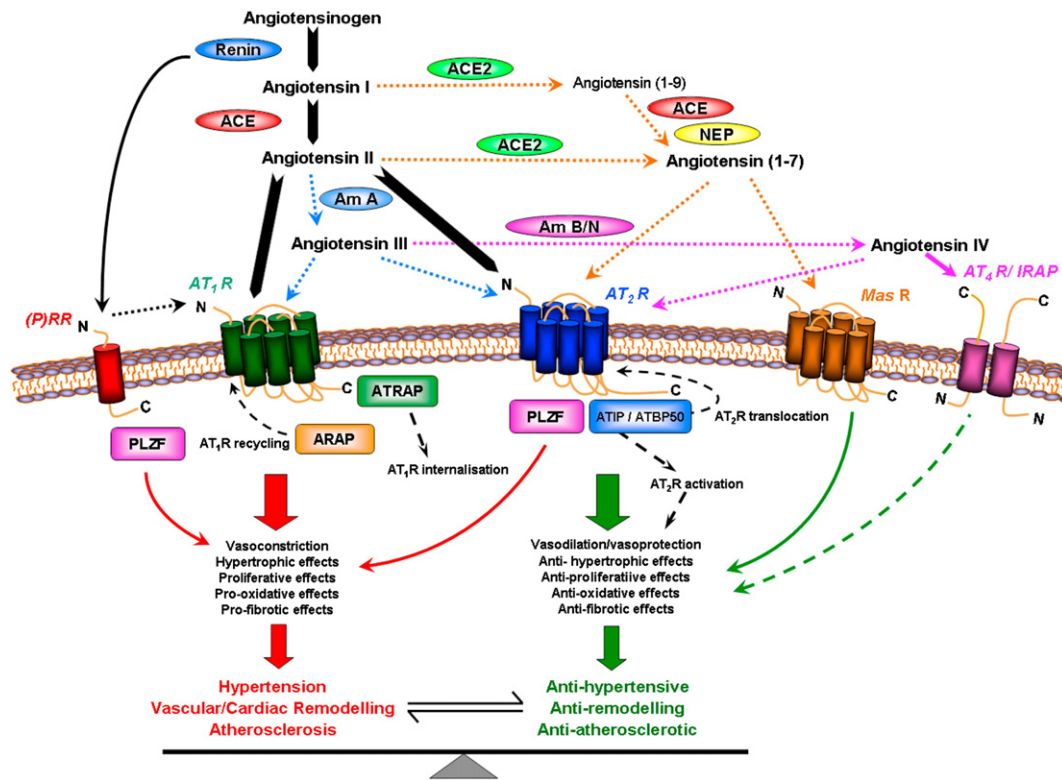 Angiotensinogen
Renin
ACE2
Angiotensin I
Angiotensin (1-9)
ACE
ACE
NEP
ACE2
Angiotensin II
Angiotensin (1-7)
Am A
Am B/N
Angiotensin III
Angiotensin IV
AT1 R
N
AT2 R
N
Mas R
AT4 R/ IRAP
C
C
(P)RR
N
N
C
C
ATRAP
C
C
N
N
PLZF
AT1R recycling
ARAP
AT1R internalisation
PLZF
ATIP / ATBP50
AT2R translocation
AT2R activation
Vasoconstriction
Hypertrophic effects
Proliferative effects
Pro-oxidative effects
Pro-fibrotic effects
Vasodilation/vasoprotection
Anti- hypertrophic effects
Anti-proliferatiive effects
Anti-oxidative effects
Anti-fibrotic effects
Hypertension
Vascular/Cardiac Remodelling
Atherosclerosis
Anti-hypertensive
Anti-remodelling
Anti-atherosclerotic